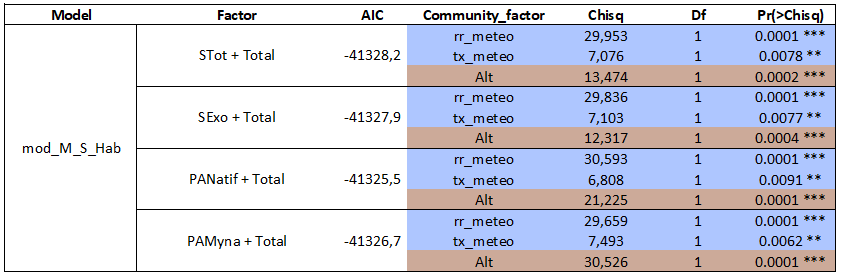 Model Factor AIC Community_factor Chisq Df Pr(>Chisq)
rr_meteo 29,953 1 0.0001 ***
STot + Total -41328,2 tx_meteo 7,076 1 0.0078 **
Alt 13,474 1 0.0002 ***
rr_meteo 29,836 1 0.0001 ***
SExo + Total -41327,9 tx_meteo 7,103 1 0.0077 **
Alt 12,317 1 0.0004 ***
mod_M_S_Hab
rr_meteo 30,593 1 0.0001 ***
PANatif + Total -41325,5 tx_meteo 6,808 1 0.0091 **
Alt 21,225 1 0.0001 ***
rr_meteo 29,659 1 0.0001 ***
PAMyna + Total -41326,7 tx_meteo 7,493 1 0.0062 **
Alt 30,526 1 0.0001 ***